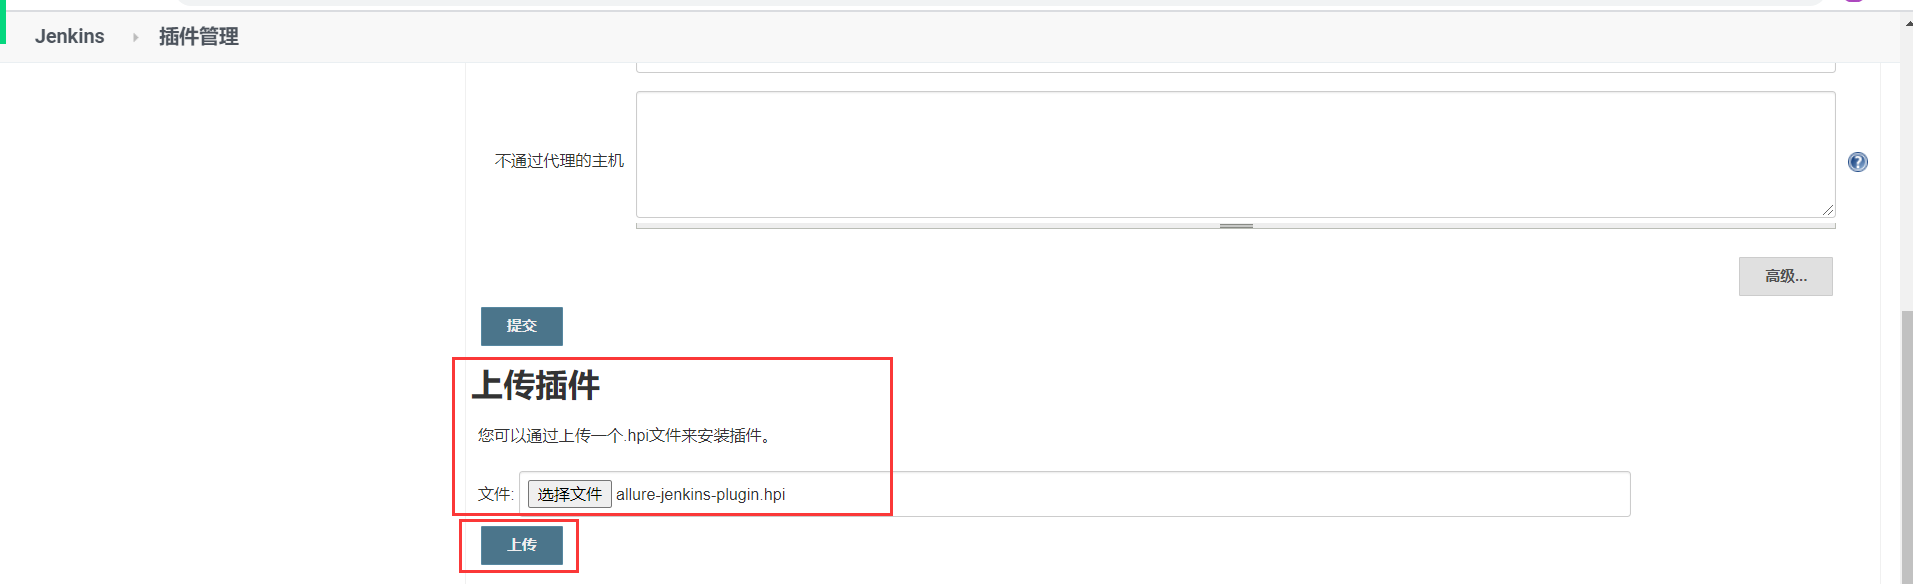 Jenkins 插件管理
不通过代理的主机
高级...
提交
上传插件
您可以通过上传一个.hpi文件来安装插件。
文件: 选择文件 allure-jenkins-plugin.hpi
上传